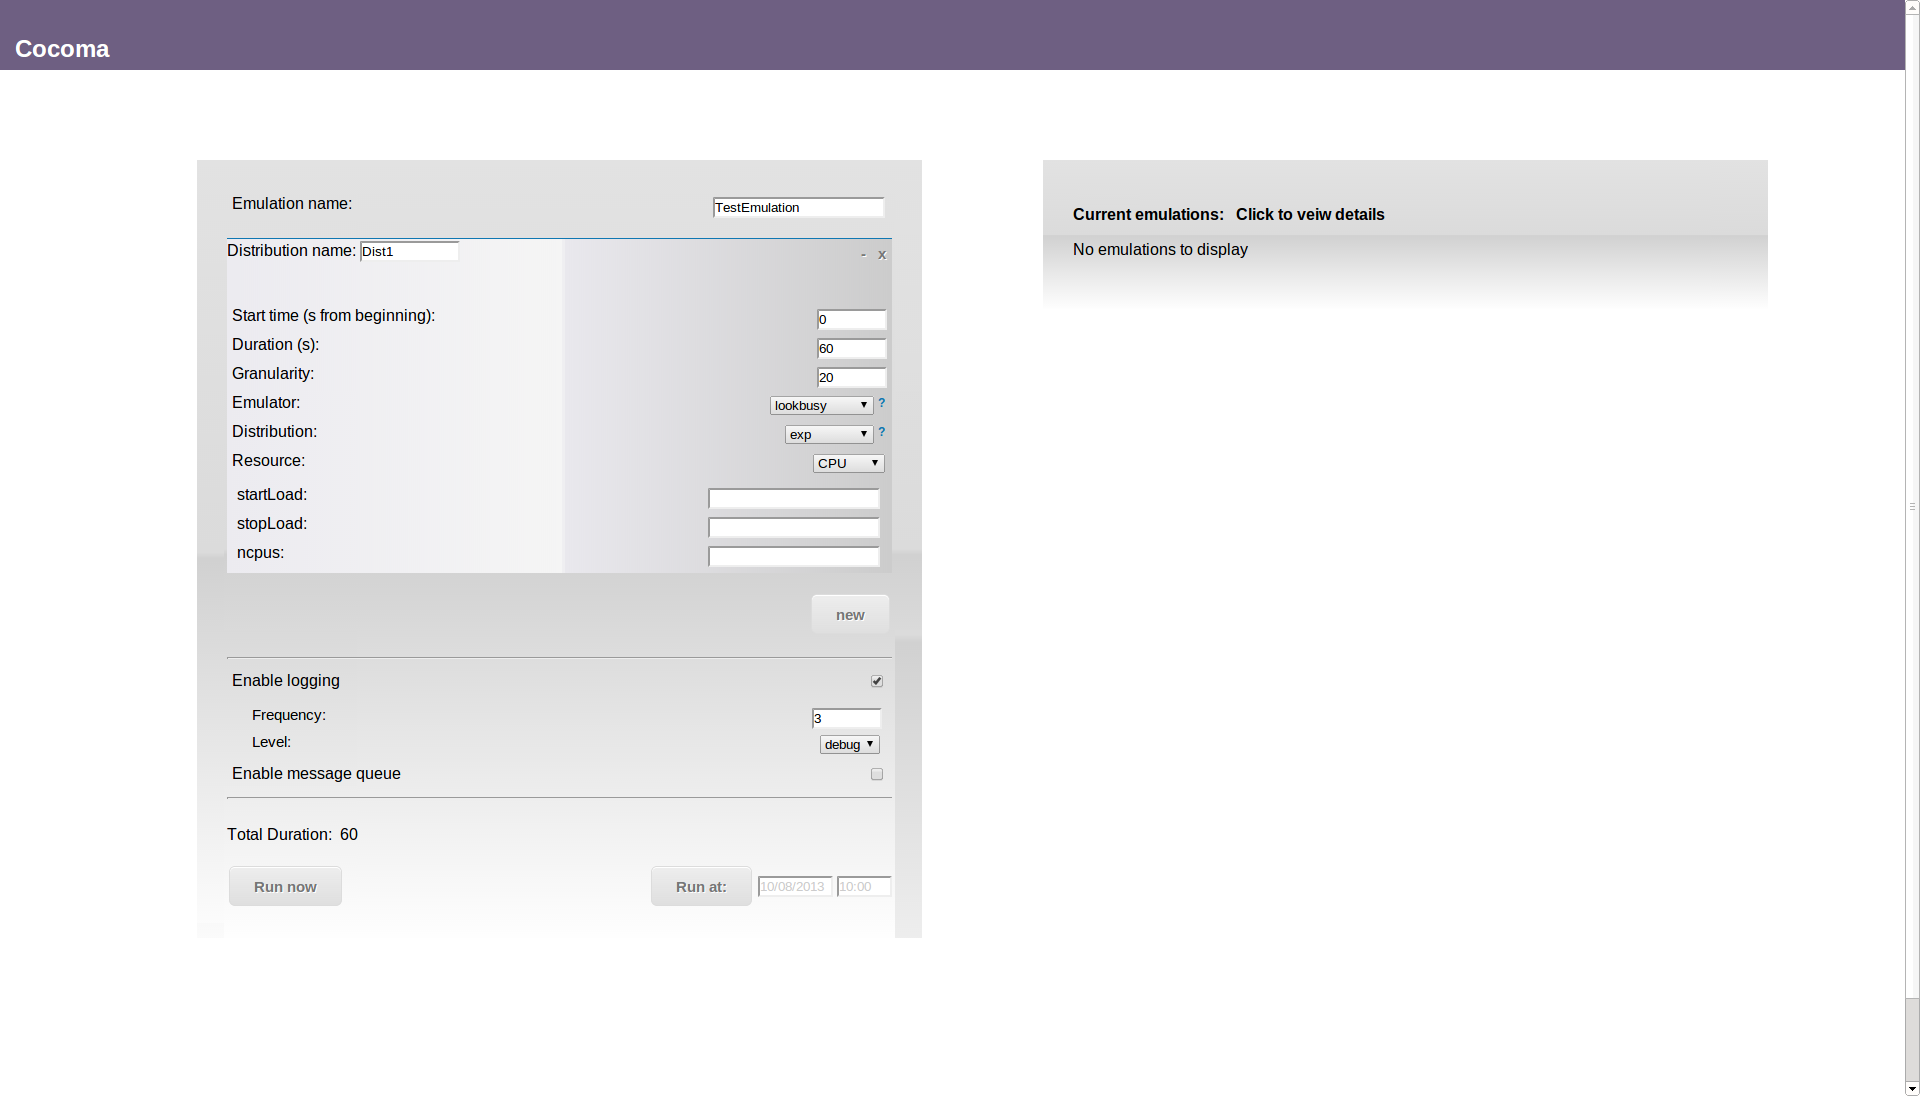 Cocoma
Emulation name: TestEmulation
Distribution name: Dist1 - x
Start time (s from beginning): 0
Duration (s): 60
Granularity: 20
Emulator: lookbusy ?
Distribution: exp ?
Resource: CPU
startLoad:
stopLoad:
ncpus:
new
Enable logging
Frequency: 3
Level: debug
Enable message queue
Total Duration: 60
Run now Run at: 10/08/2013 10:00
Current emulations: Click to veiw details
No emulations to display